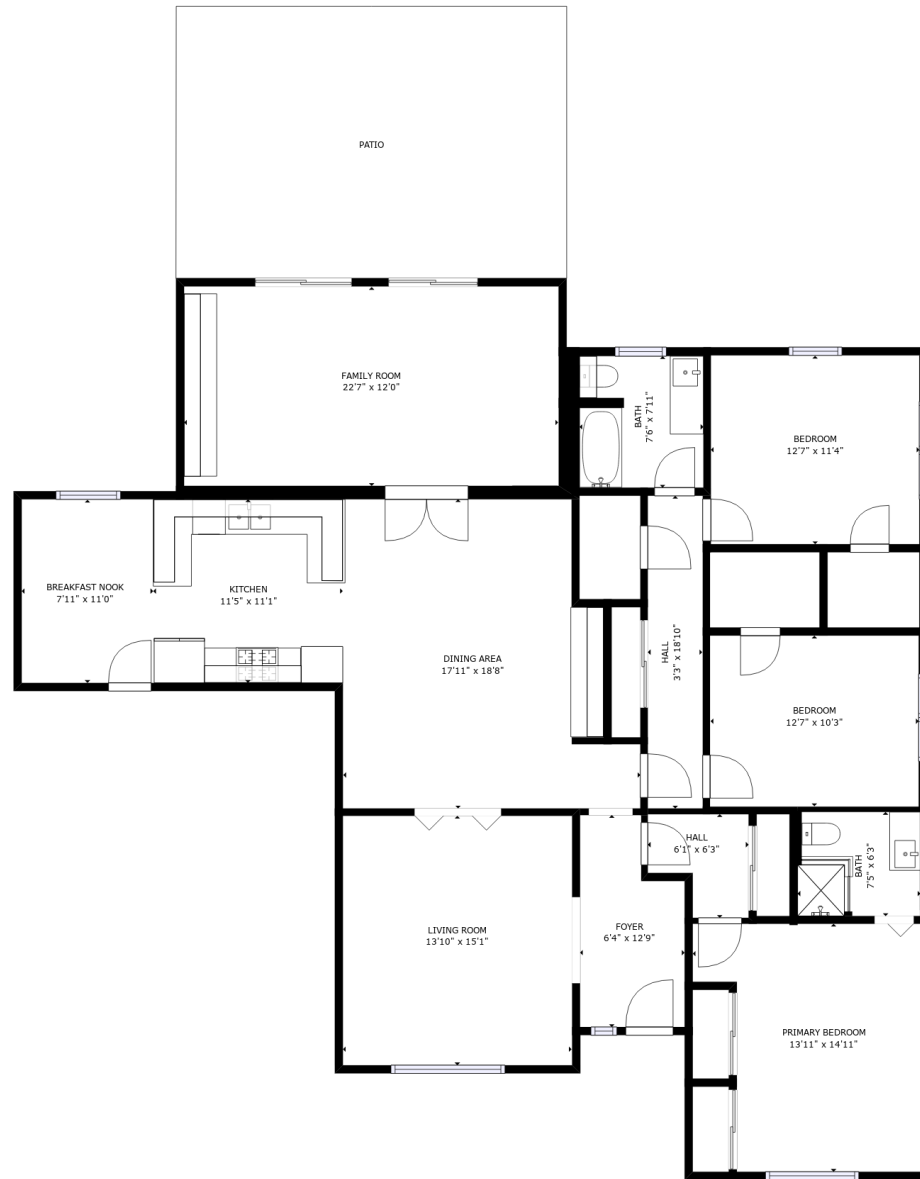 PATIO
FAMILY ROOM
22'7" x 12'0"
BATH
7'6" x 7'11"
BEDROOM
12'7" x 11'4"
BREAKFAST NOOK
7'11" x 11'0"
KITCHEN
11'5" x 11'1"
DINING AREA
17'11" x 18'8"
HALL
3'3" x 18'10"
BEDROOM
12'7" x 10'3"
HALL
6'1" x 6'3"
BATH
7'5" x 6'3"
LIVING ROOM
13'10" x 15'1"
FOYER
6'4" x 12'9"
PRIMARY BEDROOM
13'11" x 14'11"